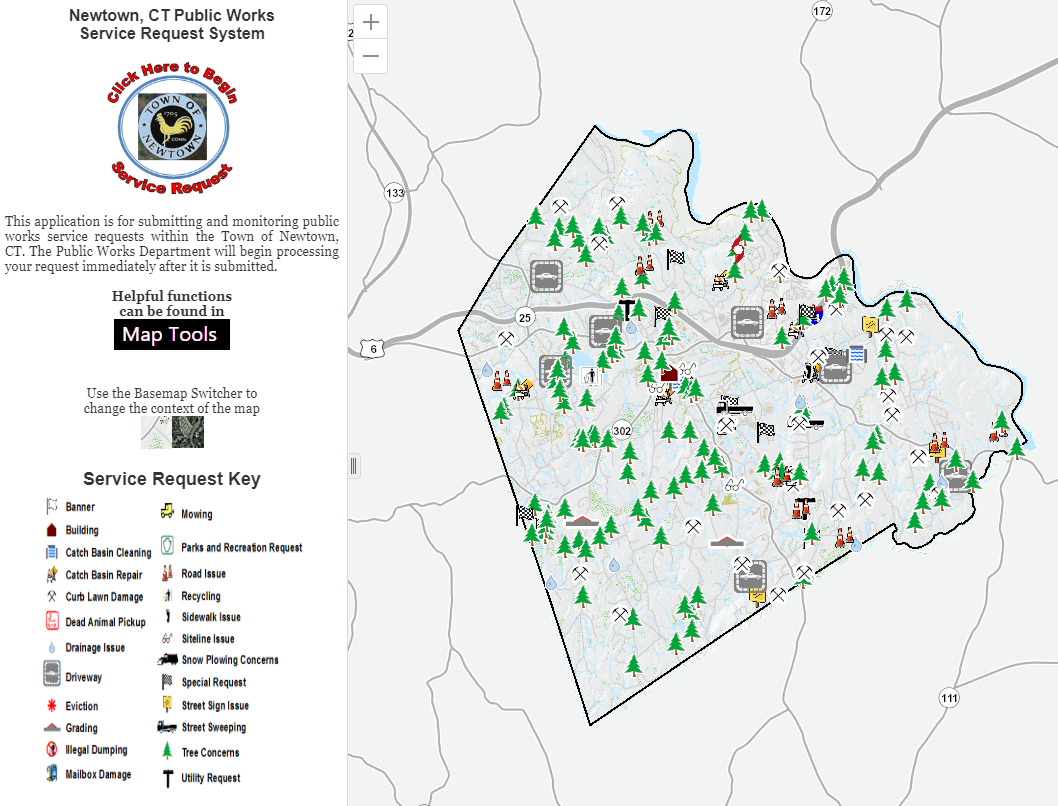 Newtown, CT Public Works
Service Request System
Click Here to Begin
TOWN OF
1705
CONN.
NEWTOWN
Service Request
This application is for submitting and monitoring public
works service requests within the Town of Newtown,
CT. The Public Works Department will begin processing
your request immediately after it is submitted.
Helpful functions
can be found in
Map Tools
Use the Basemap Switcher to
change the context of the map
Service Request Key
Banner
Building
Catch Basin Cleaning
Catch Basin Repair
Curb Lawn Damage
Dead Animal Pickup
Drainage Issue
Driveway
Eviction
Grading
Illegal Dumping
Mailbox Damage
Mowing
Parks and Recreation Request
Road Issue
Recycling
Sidewalk Issue
Siteline Issue
Snow Plowing Concerns
Special Request
Street Sign Issue
Street Sweeping
Tree Concerns
Utility Request
+
−
172
133
25
6
302
111